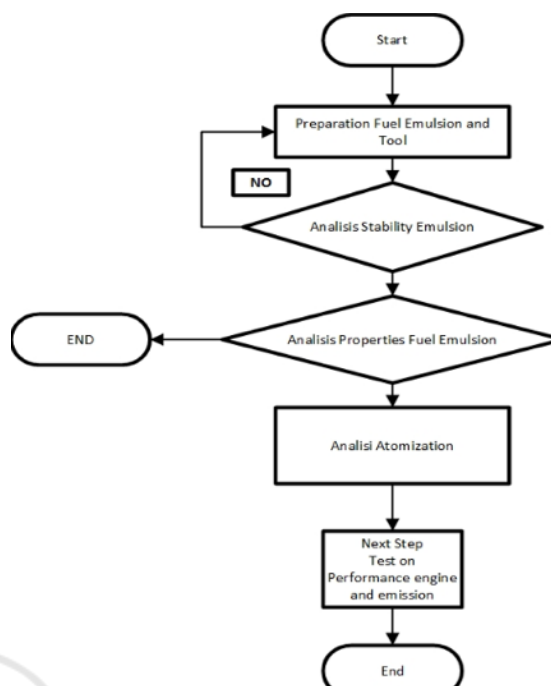 Start
Preparation Fuel Emulsion and
Tool
NO
Analisis Stability Emulsion
END
Analisis Properties Fuel Emulsion
Analisi Atomization
Next Step
Test on
Performance engine
and emission
End